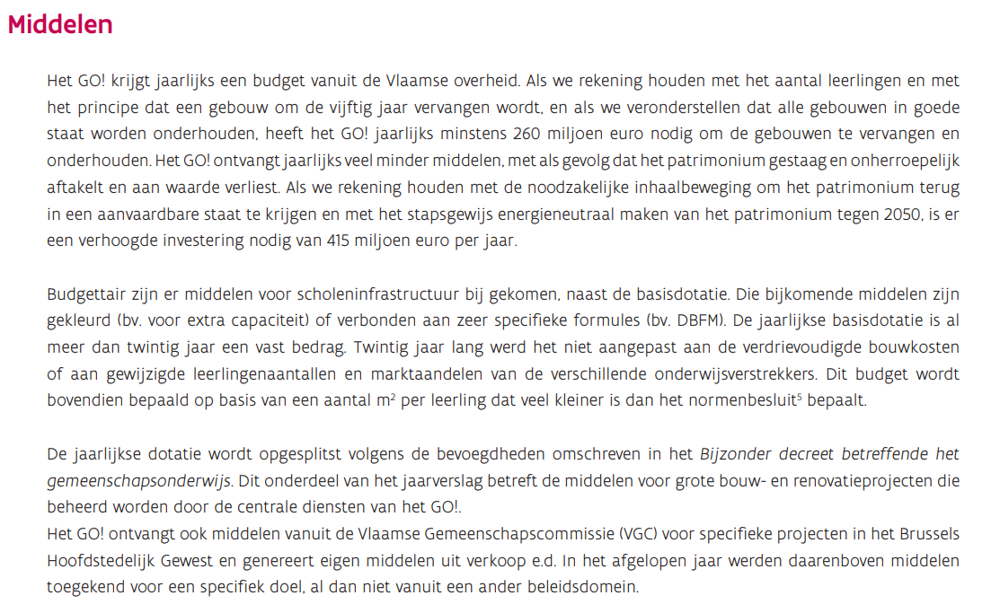 Middelen
Het GO! krijgt jaarlijks een budget vanuit de Vlaamse overheid. Als we rekening houden met het aantal leerlingen en met
het principe dat een gebouw om de vijftig jaar vervangen wordt, en als we veronderstellen dat alle gebouwen in goede
staat worden onderhouden, heeft het GO! jaarlijks minstens 260 miljoen euro nodig om de gebouwen te vervangen en
onderhouden. Het GO! ontvangt jaarlijks veel minder middelen, met als gevolg dat het patrimonium gestaag en onherroepelijk
aftakelt en aan waarde verliest. Als we rekening houden met de noodzakelijke inhaalbeweging om het patrimonium terug
in een aanvaardbare staat te krijgen en met het stapsgewijs energieneutraal maken van het patrimonium tegen 2050, is er
een verhoogde investering nodig van 415 miljoen euro per jaar.
Budgettair zijn er middelen voor scholeninfrastructuur bij gekomen, naast de basisdotatie. Die bijkomende middelen zijn
gekleurd (bv. voor extra capaciteit) of verbonden aan zeer specifieke formules (bv. DBFM). De jaarlijkse basisdotatie is al
meer dan twintig jaar een vast bedrag. Twintig jaar lang werd het niet aangepast aan de verdrievoudigde bouwkosten
of aan gewijzigde leerlingenaantallen en marktaandelen van de verschillende onderwijsverstrekkers. Dit budget wordt
bovendien bepaald op basis van een aantal m² per leerling dat veel kleiner is dan het normenbesluit⁵ bepaalt.
De jaarlijkse dotatie wordt opgesplitst volgens de bevoegdheden omschreven in het Bijzonder decreet betreffende het
gemeenschapsonderwijs. Dit onderdeel van het jaarverslag betreft de middelen voor grote bouw- en renovatieprojecten die
beheerd worden door de centrale diensten van het GO!.
Het GO! ontvangt ook middelen vanuit de Vlaamse Gemeenschapscommissie (VGC) voor specifieke projecten in het Brussels
Hoofdstedelijk Gewest en genereert eigen middelen uit verkoop e.d. In het afgelopen jaar werden daarenboven middelen
toegekend voor een specifiek doel, al dan niet vanuit een ander beleidsdomein.